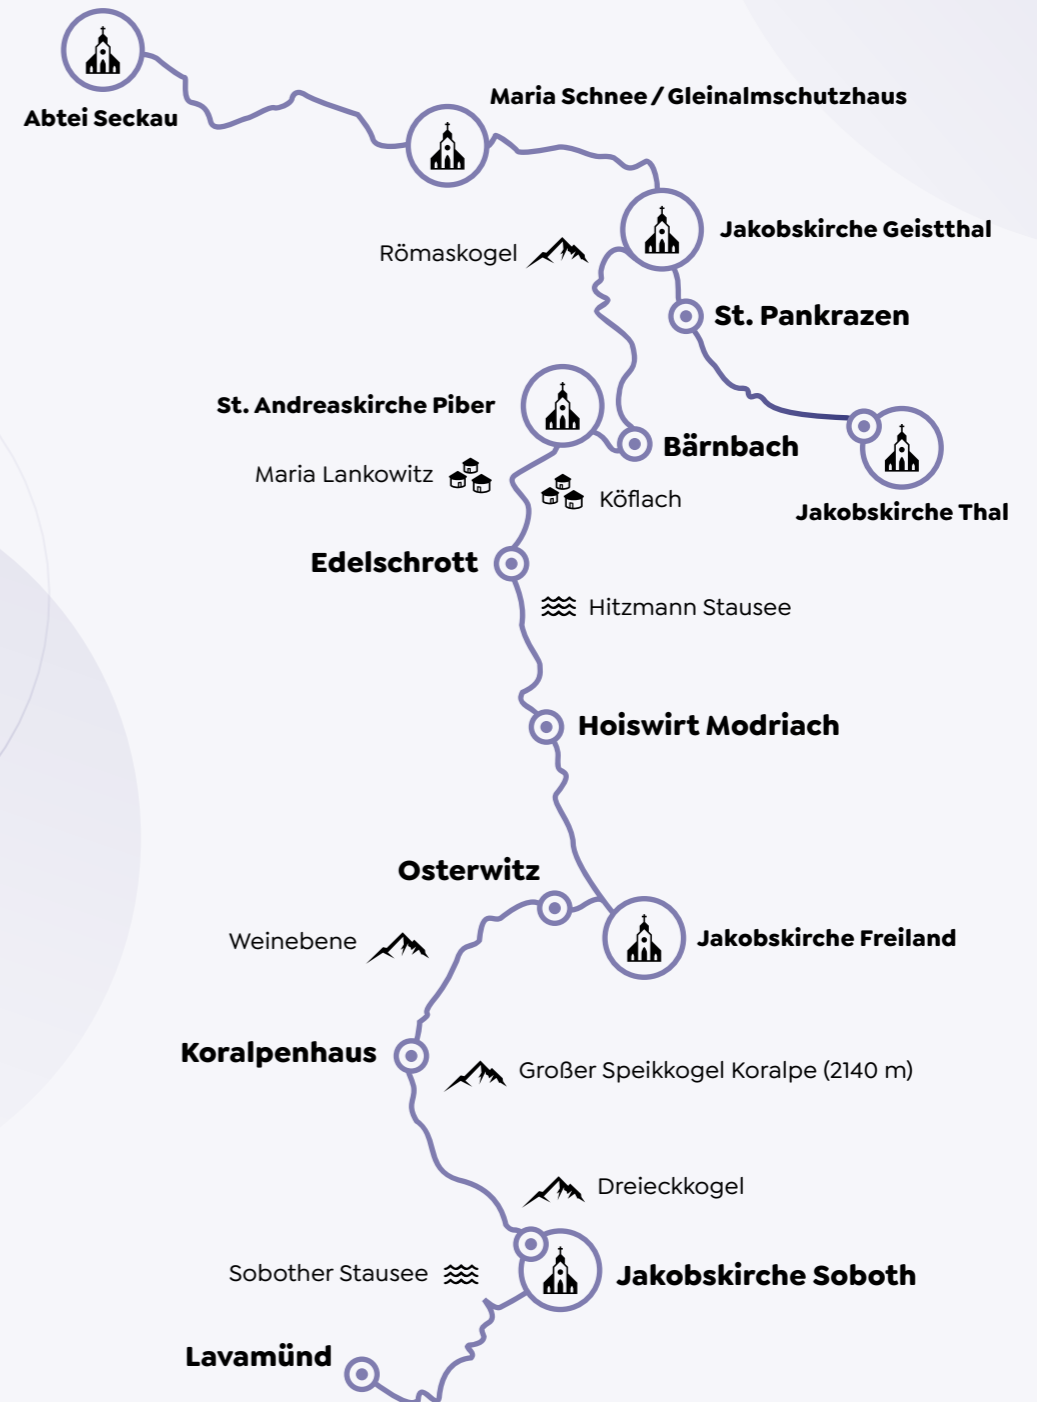 Maria Schnee / Gleinalmschutzhaus
Abtei Seckau
Jakobskirche Geistthal
Römaskogel
St. Pankrazen
St. Andreaskirche Piber
Bärnbach
Maria Lankowitz
Köflach
Jakobskirche Thal
Edelschrott
Hitzmann Stausee
Hoiswirt Modriach
Osterwitz
Weinebene
Jakobskirche Freiland
Koralpenhaus
Großer Speikkogel Koralpe (2140 m)
Dreieckkogel
Sobother Stausee
Jakobskirche Soboth
Lavamünd